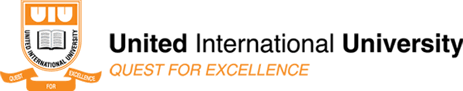 UIU
UNITED INTERNATIONAL UNIVERSITY
QUEST FOR EXCELLENCE
United International University
QUEST FOR EXCELLENCE